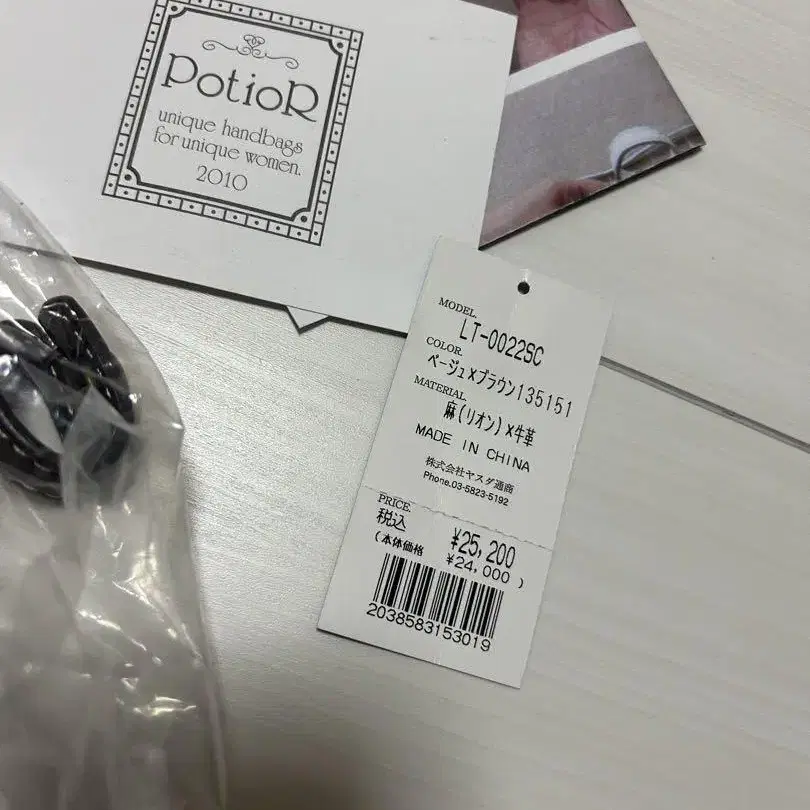 PotioR
unique handbags
for unique women.
2010
MODEL.
LT-0022SC
COLOR.
ベージュ×ブラウン135151
MATERIAL.
麻(リオン)×牛革
MADE IN CHINA
株式会社ヤスダ通商
Phone.03-5823-5192
PRICE.
税込 ¥25,200
(本体価格 ¥24,000 )
2038583153019